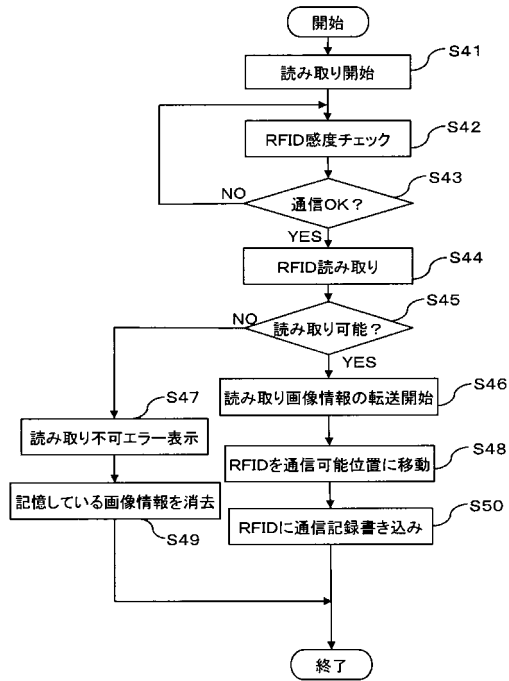 開始
S41
読み取り開始
S42
RFID感度チェック
S43
通信OK？
NO
YES
S44
RFID読み取り
S45
読み取り可能？
NO
YES
S46
読み取り画像情報の転送開始
S47
読み取り不可エラー表示
S48
RFIDを通信可能位置に移動
記憶している画像情報を消去
S49
S50
RFIDに通信記録書き込み
終了